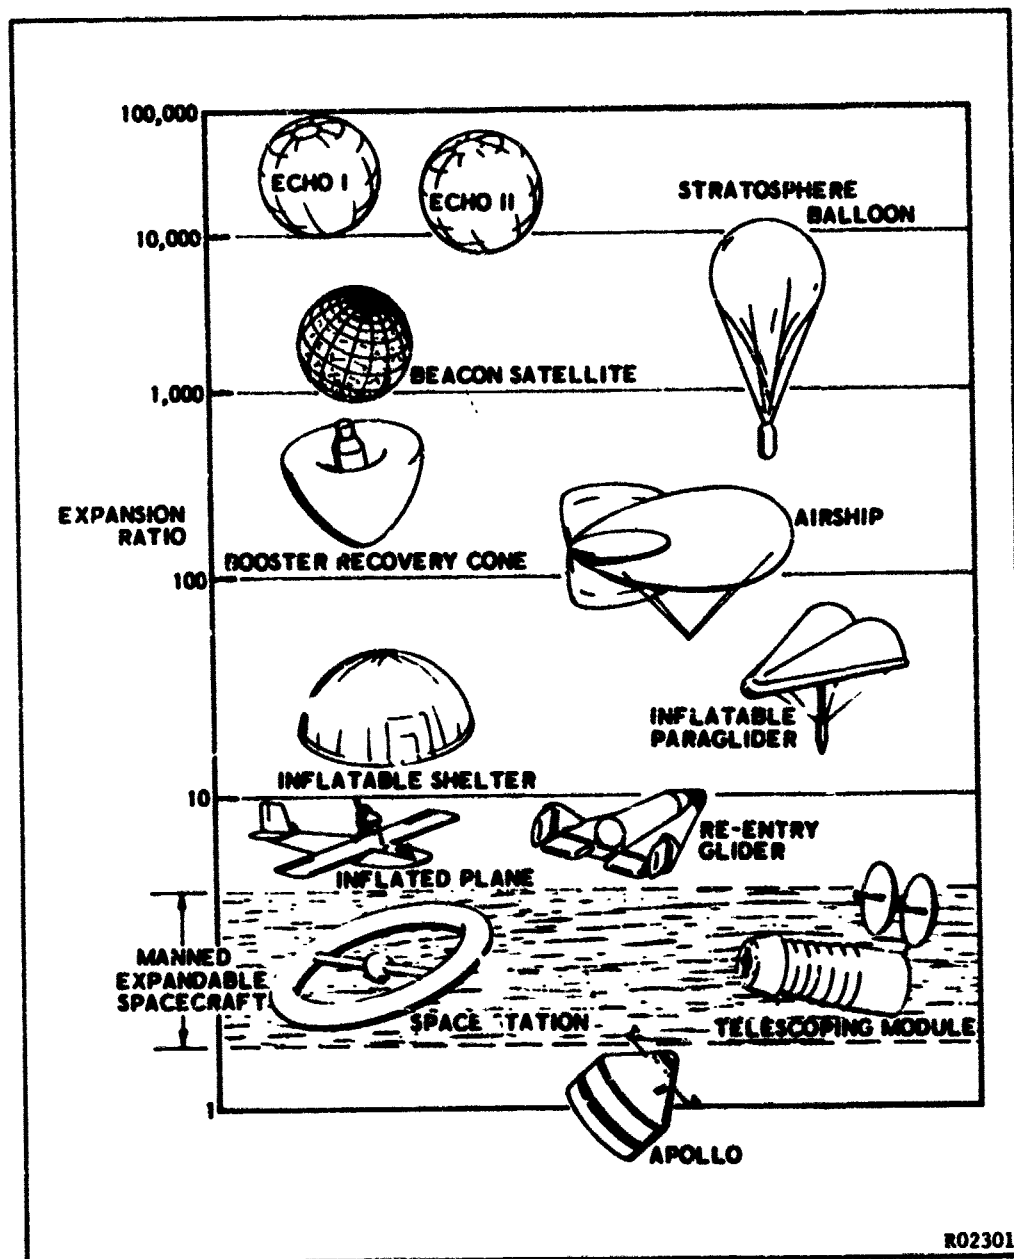 100,000
ECHO I
ECHO II
STRATOSPHERE
BALLOON
10,000
BEACON SATELLITE
1,000
EXPANSION
RATIO
AIRSHIP
BOOSTER RECOVERY CONE
100
INFLATABLE
PARAGLIDER
INFLATABLE SHELTER
10
RE-ENTRY
GLIDER
INFLATED PLANE
MANNED
EXPANDABLE
SPACECRAFT
SPACE STATION
TELESCOPING MODULE
1
APOLLO
R02301